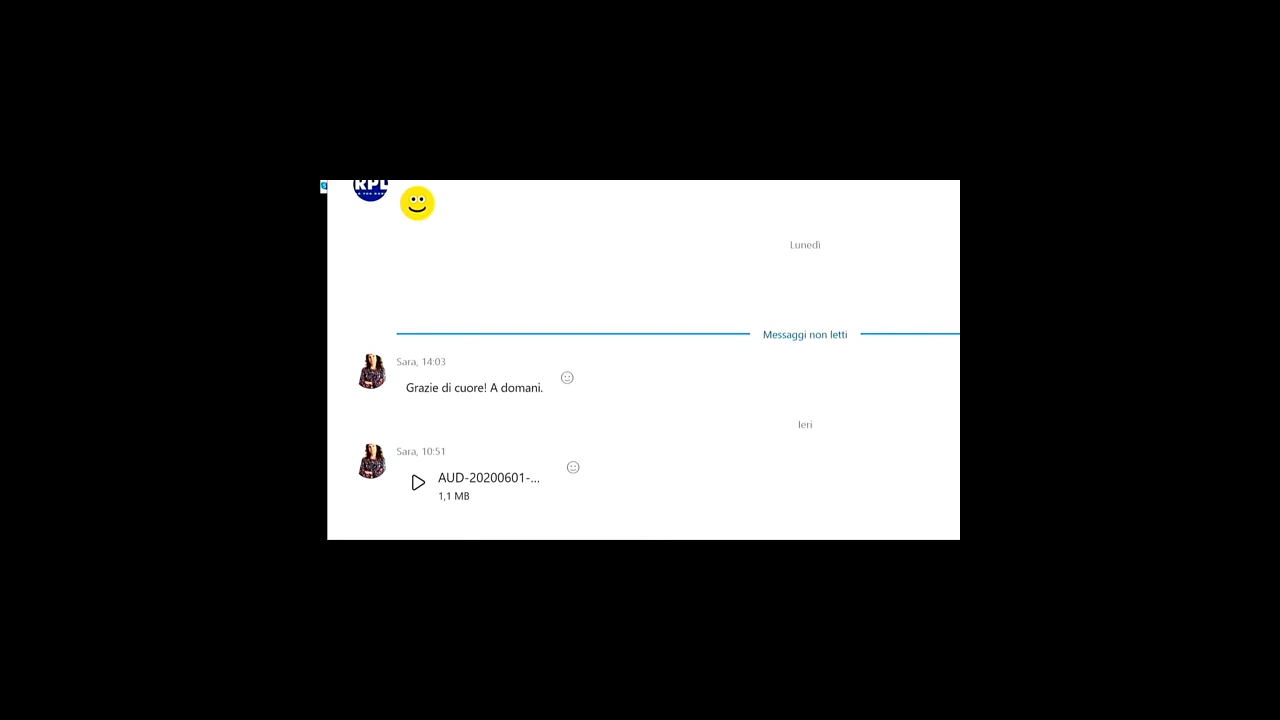 RPL
Lunedì
Messaggi non letti
Sara, 14:03
Grazie di cuore! A domani.
Ieri
Sara, 10:51
AUD-20200601-...
1,1 MB